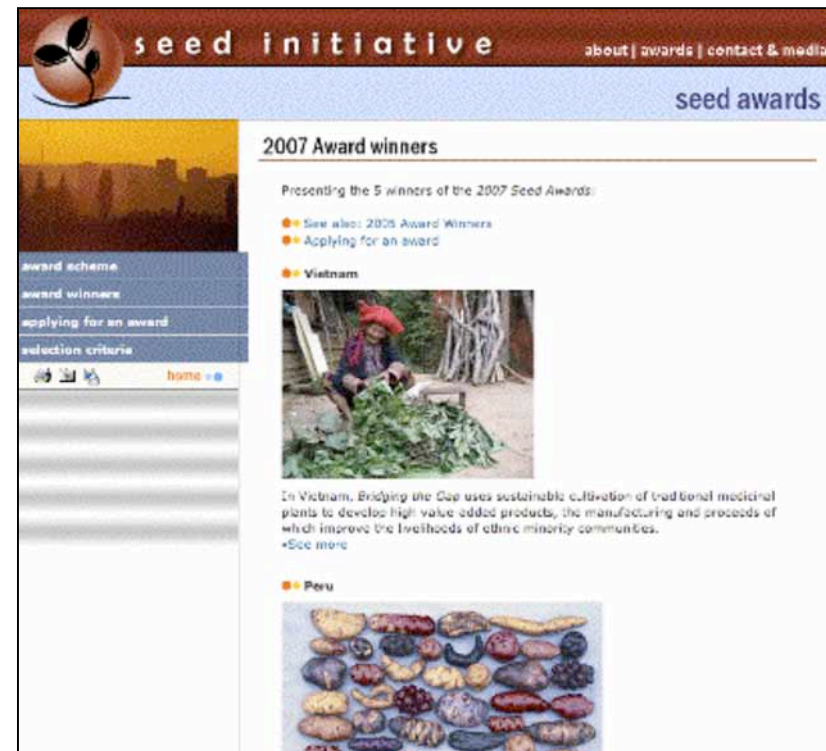 seed initiative
about | awards | contact & media
seed awards
2007 Award winners
Presenting the 5 winners of the 2007 Seed Awards:
See also: 2005 Award Winners
Applying for an award
award scheme
award winners
applying for an award
selection criteria
home
Vietnam
In Vietnam, Bridging the Gap uses sustainable cultivation of traditional medicinal
plants to develop high value added products, the manufacturing and proceeds of
which improve the livelihoods of ethnic minority communities.
See more
Peru